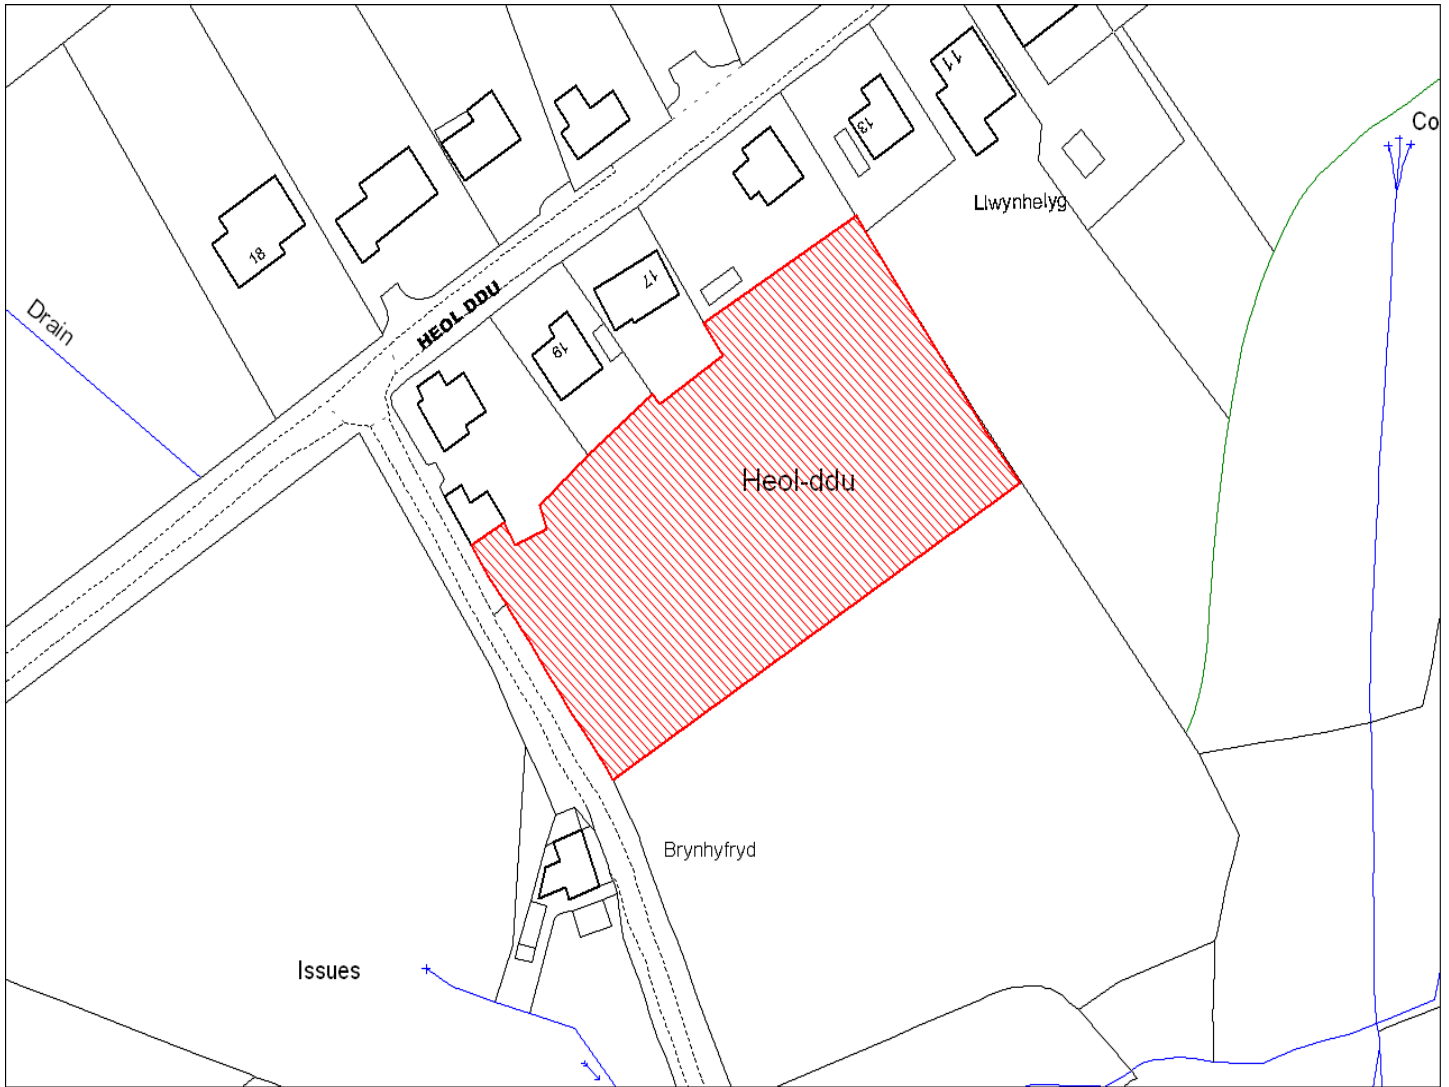 Co
11
13
Llwynhelyg
18
17
HEOL DDU
Drain
19
Heol-ddu
Brynhyfryd
Issues